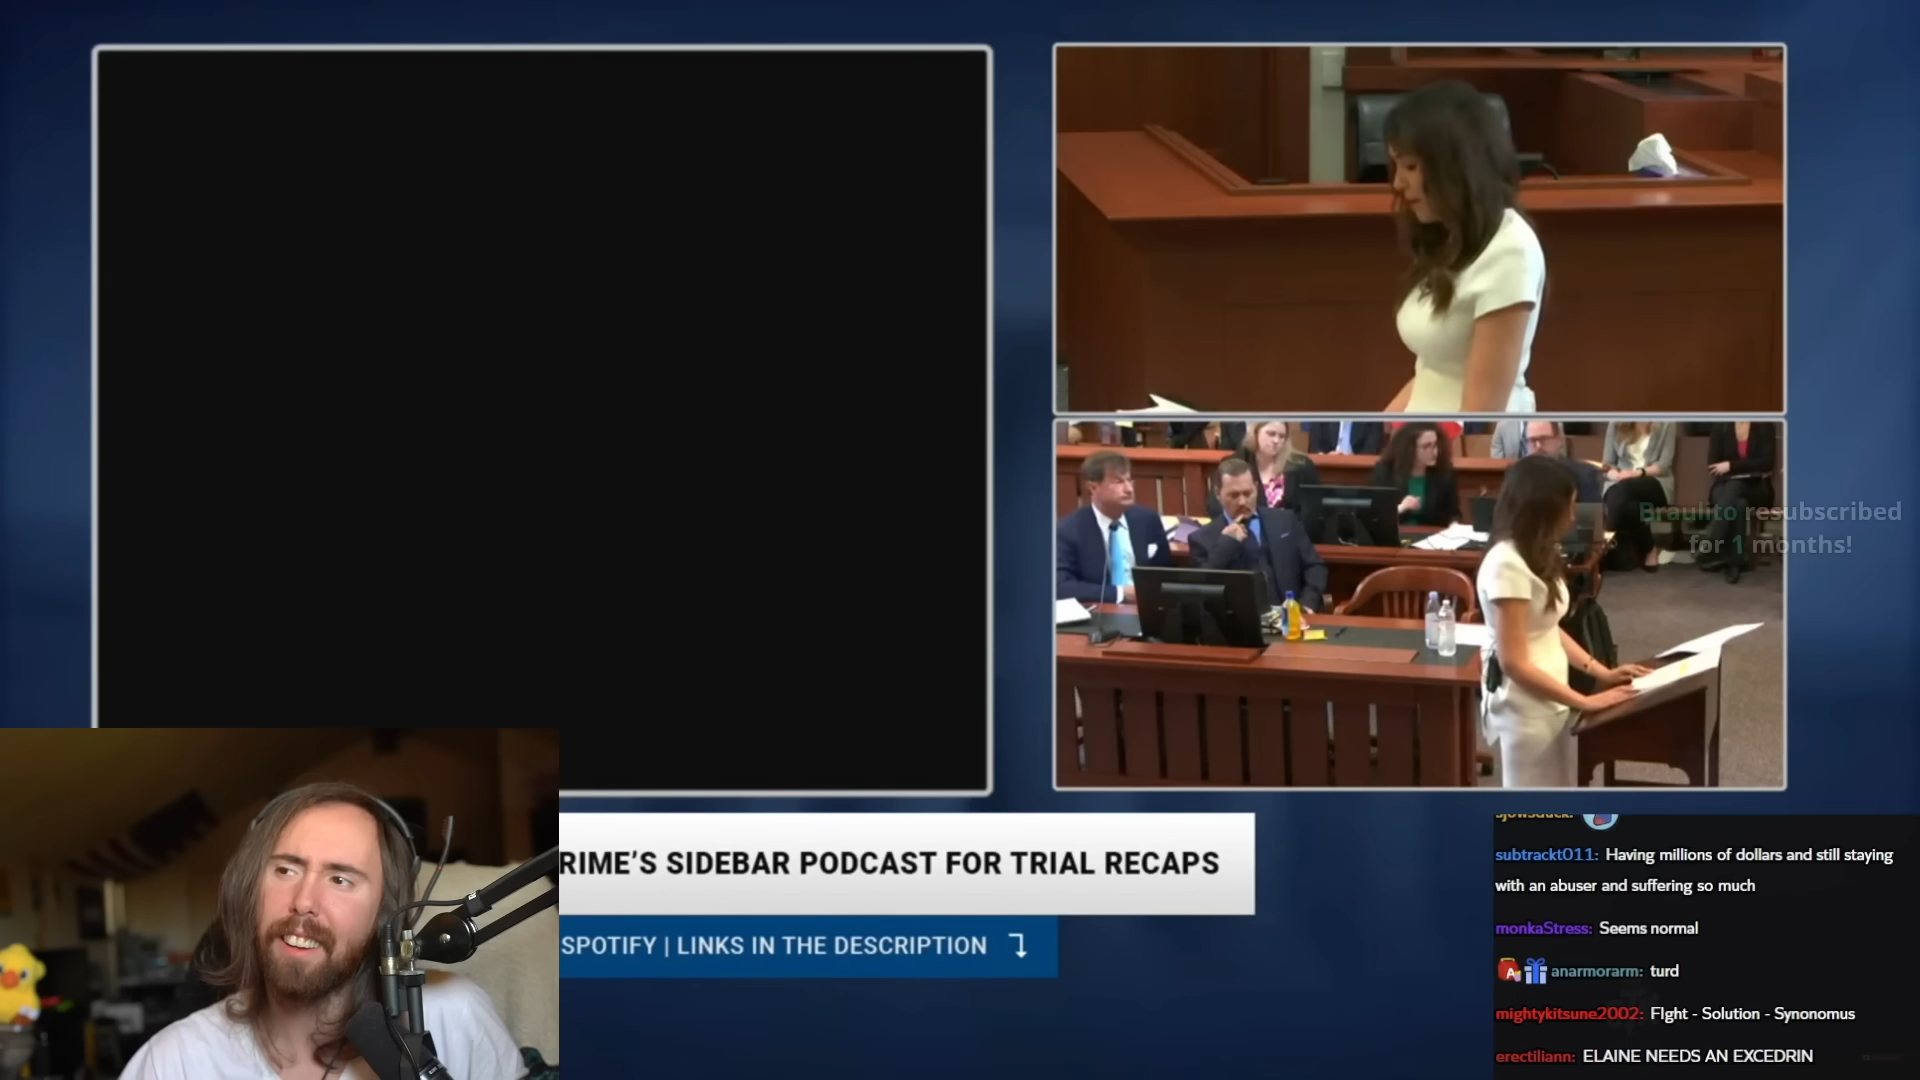 Braulito resubscribed
for 1 months!
RIME'S SIDEBAR PODCAST FOR TRIAL RECAPS
SPOTIFY | LINKS IN THE DESCRIPTION
subtrackt011: Having millions of dollars and still staying
with an abuser and suffering so much
monkaStress: Seems normal
anarmorarm: turd
mightykitsune2002: FIght - Solution - Synonomus
erectiliann: ELAINE NEEDS AN EXCEDRIN